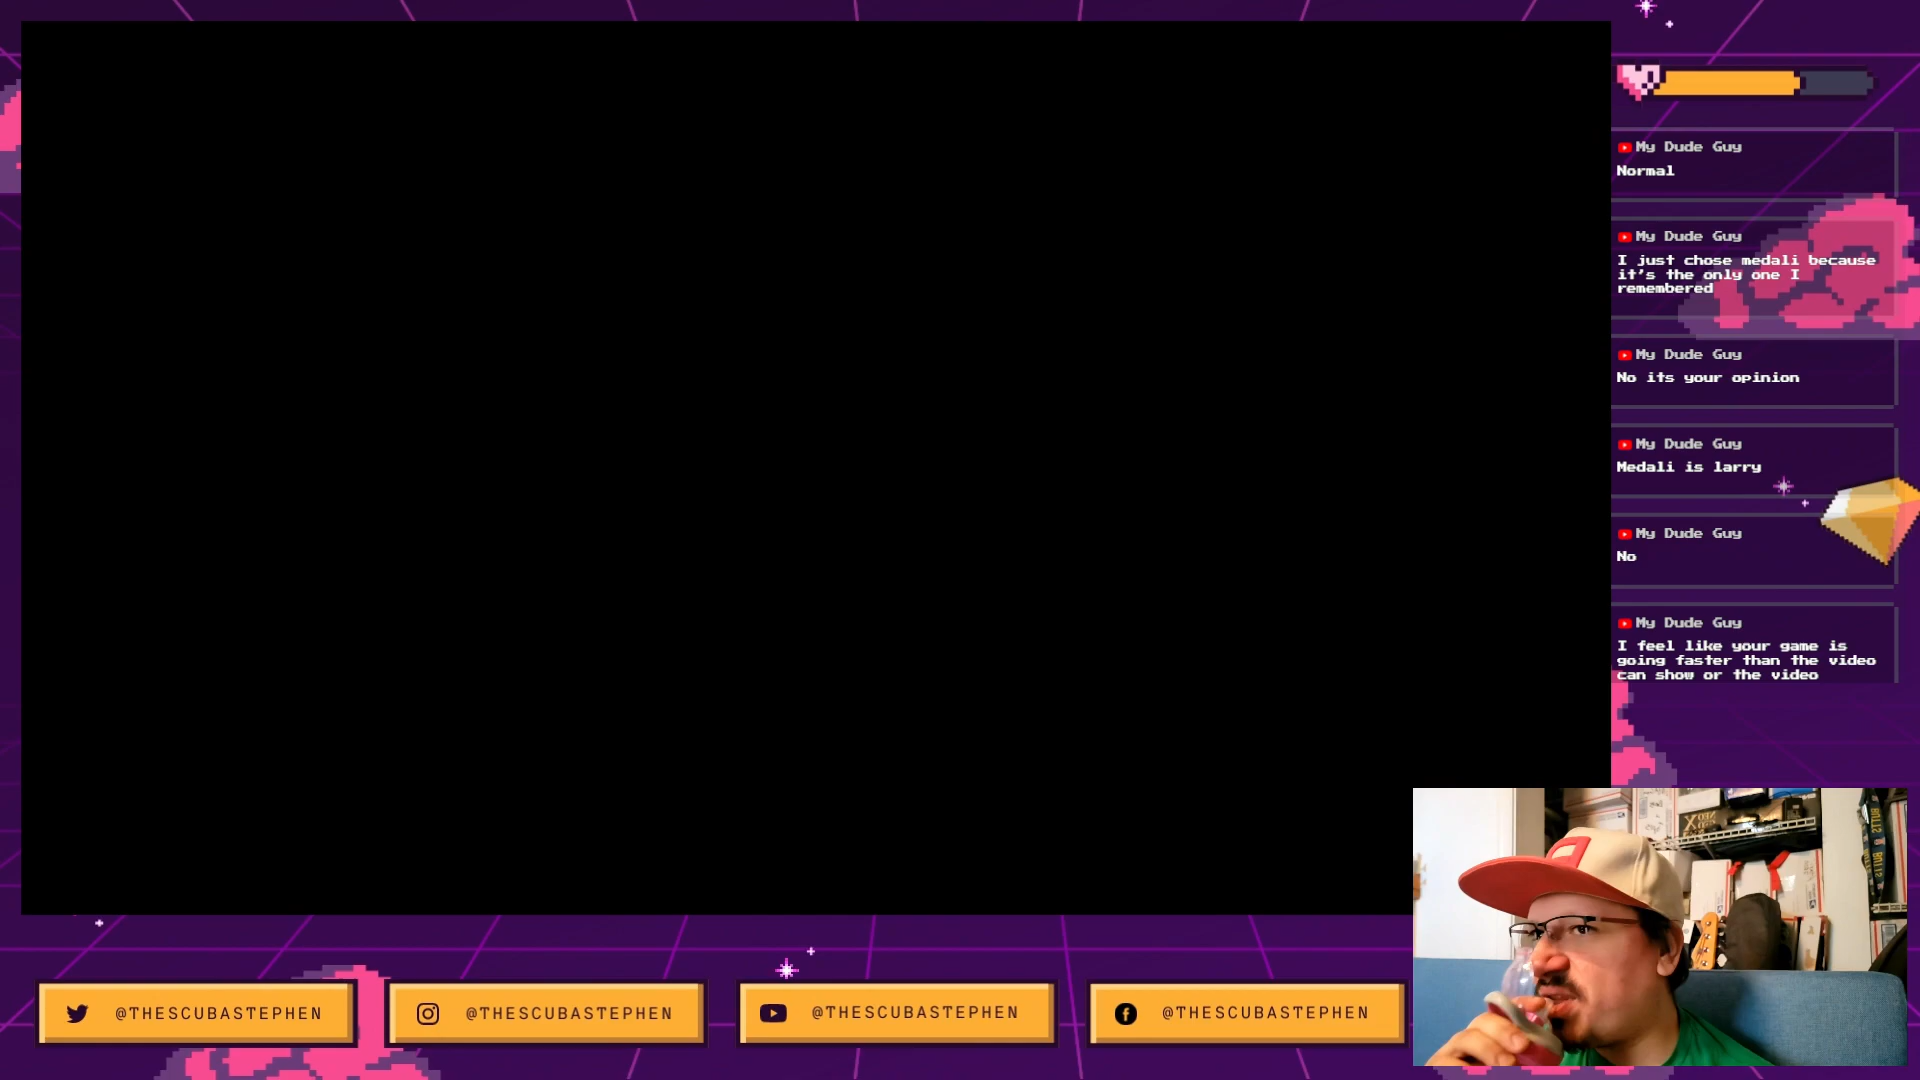 My Dude Guy
Normal
My Dude Guy
I just chose medali because
it's the only one I
remembered
My Dude Guy
No its your opinion
My Dude Guy
Medali is larry
My Dude Guy
No
My Dude Guy
I feel like your game is
going faster than the video
can show or the video
@THESCUBASTEPHEN
@THESCUBASTEPHEN
@THESCUBASTEPHEN
@THESCUBASTEPHEN